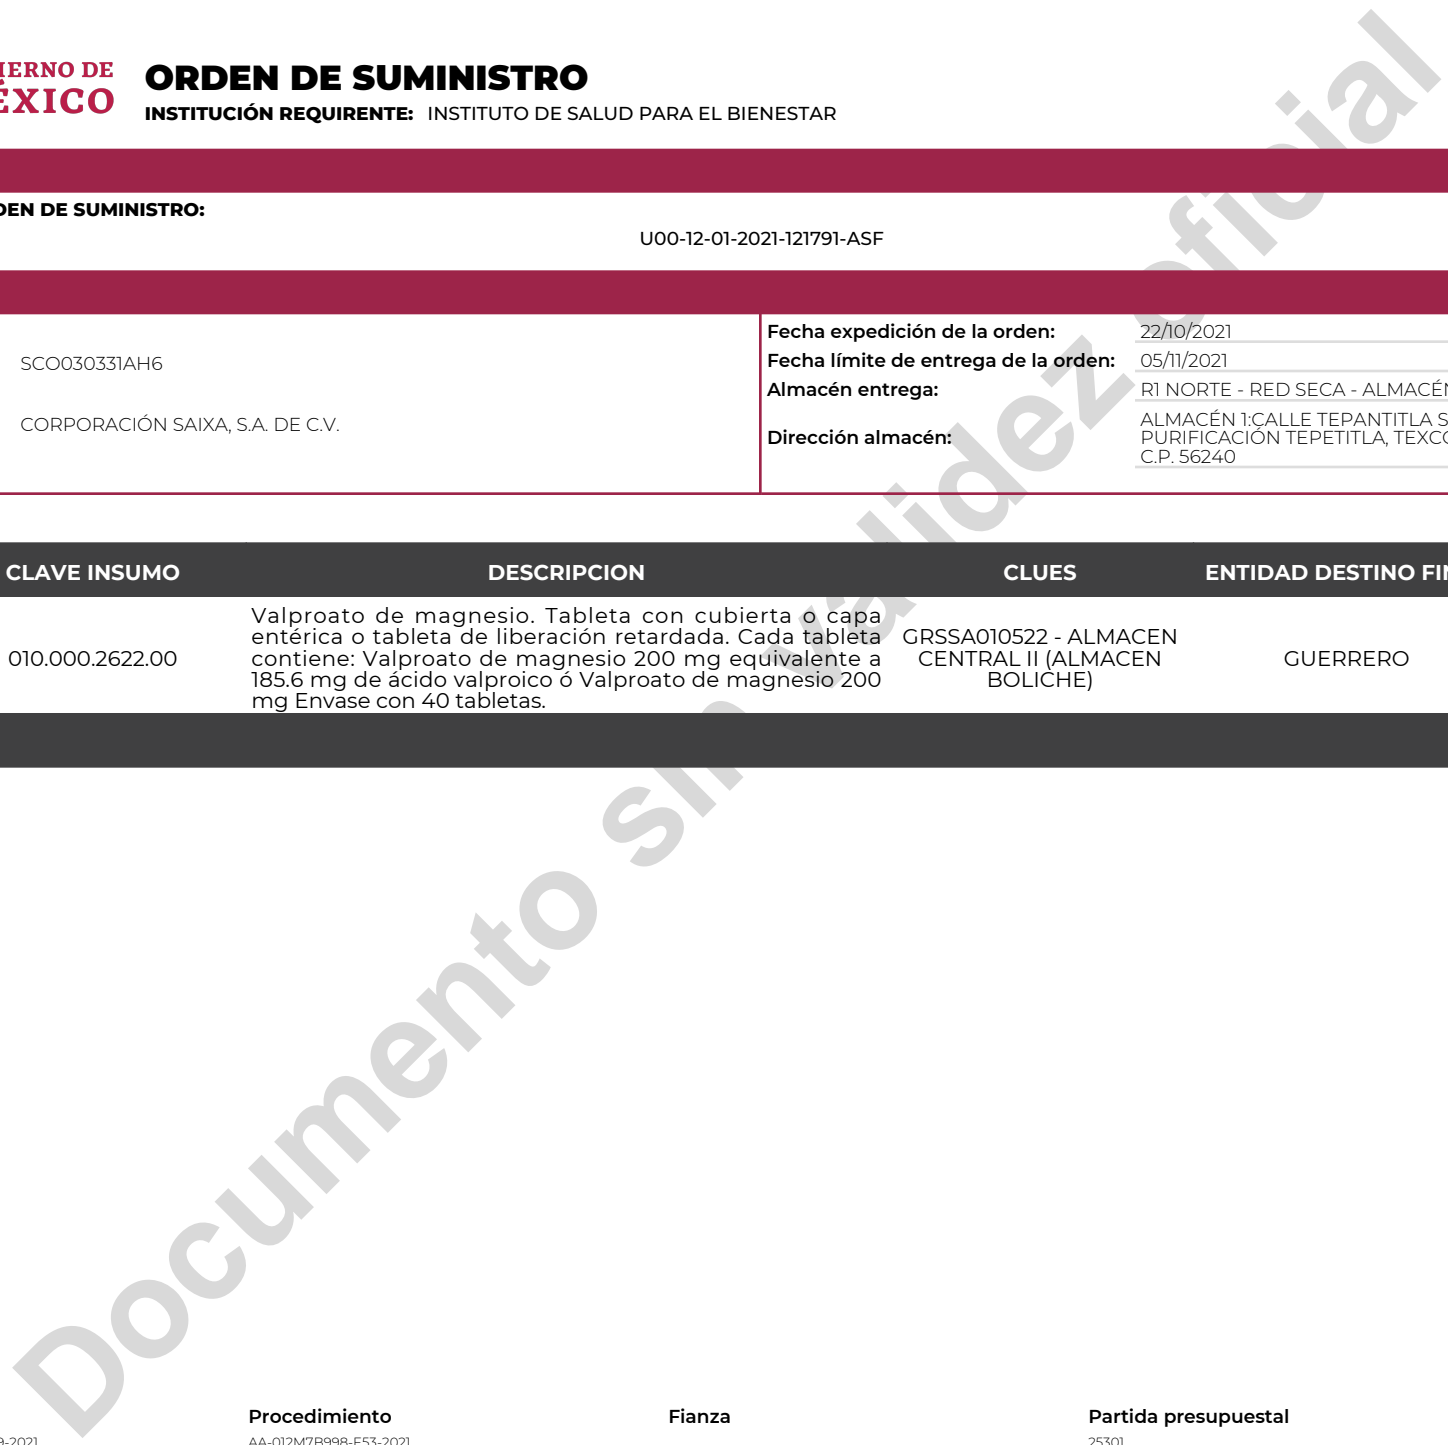 ORDEN DE SUMINISTRO
INSTITUCIÓN REQUIRENTE: INSTITUTO DE SALUD PARA EL BIENESTAR
DE SUMINISTRO:
U00-12-01-2021-121791-ASF
SCO030331AH6
CORPORACIÓN SAIXA, S.A. DE C.V.
Fecha expedición de la orden: 22/10/2021
Fecha límite de entrega de la orden: 05/11/2021
Almacén entrega: R1 NORTE - RED SECA - ALMACÉN
Dirección almacén: ALMACÉN 1:CALLE TEPANTITLA
PURIFICACIÓN TEPETITLA,
C.P. 56240
CLAVE INSUMO DESCRIPCION CLUES ENTIDAD DESTINO
010.000.2622.00
Valproato de magnesio. Tableta con cubierta o capa
entérica o tableta de liberación retardada. Cada tableta
contiene: Valproato de magnesio 200 mg equivalente a
185.6 mg de ácido valproico ó Valproato de magnesio 200
mg Envase con 40 tabletas.
GRSSA010522 - ALMACEN
CENTRAL II (ALMACEN
BOLICHE)
GUERRERO
Documento sin validez oficial
Procedimiento Fianza Partida presupuestal
AA-012M7B998-E53-2021 25301